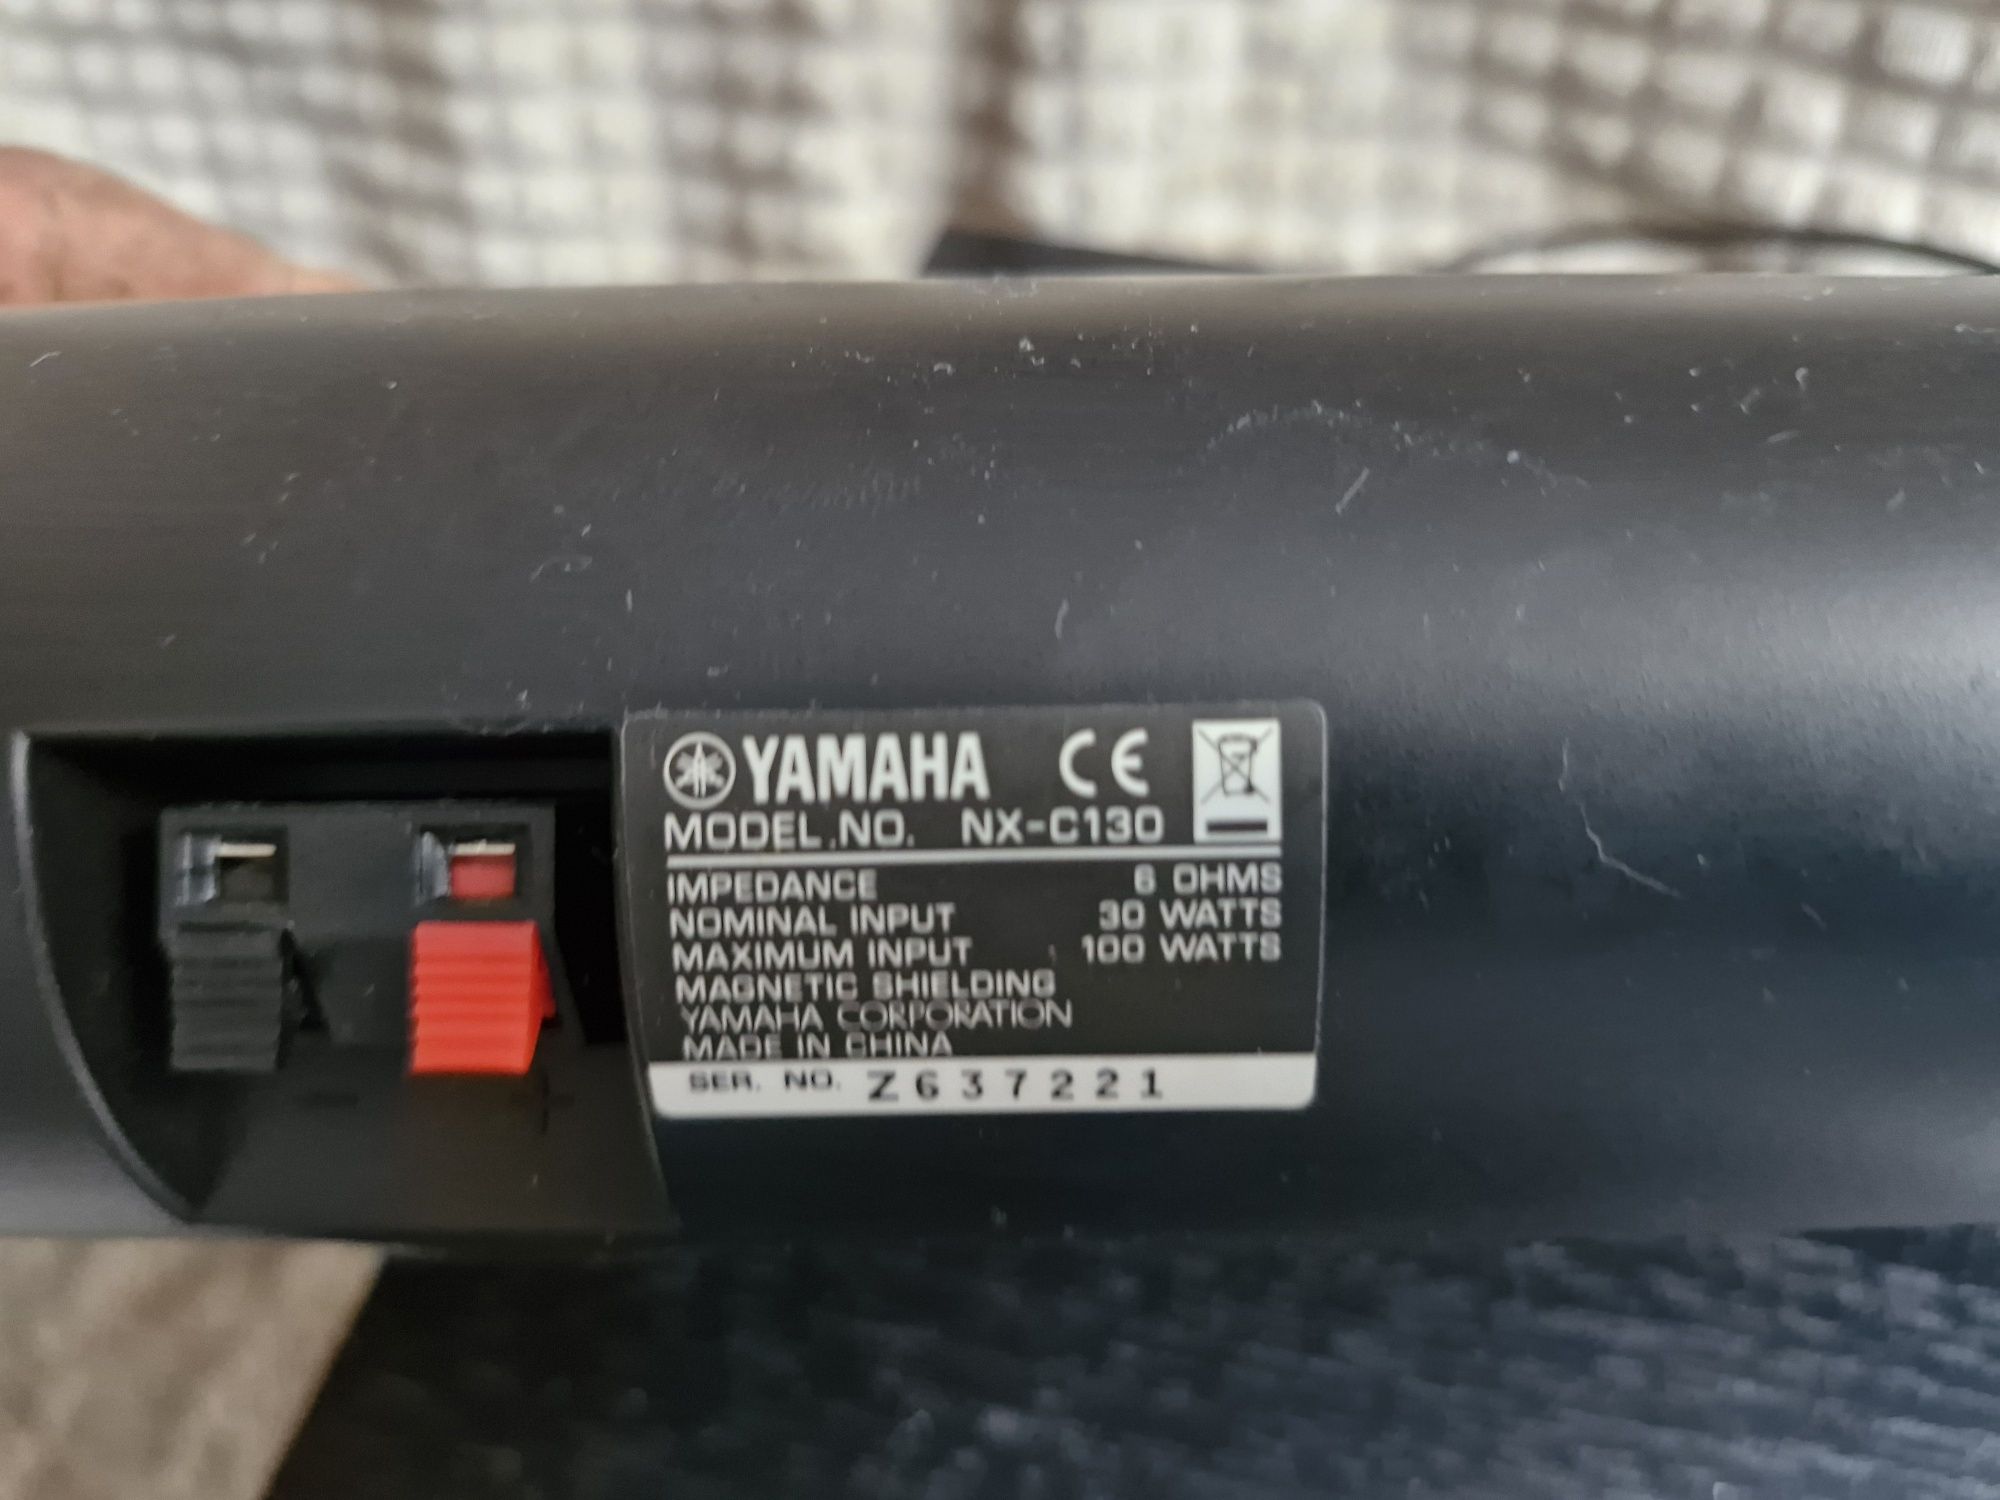 YAMAHA CE
MODEL.NO. NX-C130
IMPEDANCE 6 OHMS
NOMINAL INPUT 30 WATTS
MAXIMUM INPUT 100 WATTS
MAGNETIC SHIELDING
YAMAHA CORPORATION
MADE IN CHINA
SER. NO. Z637221